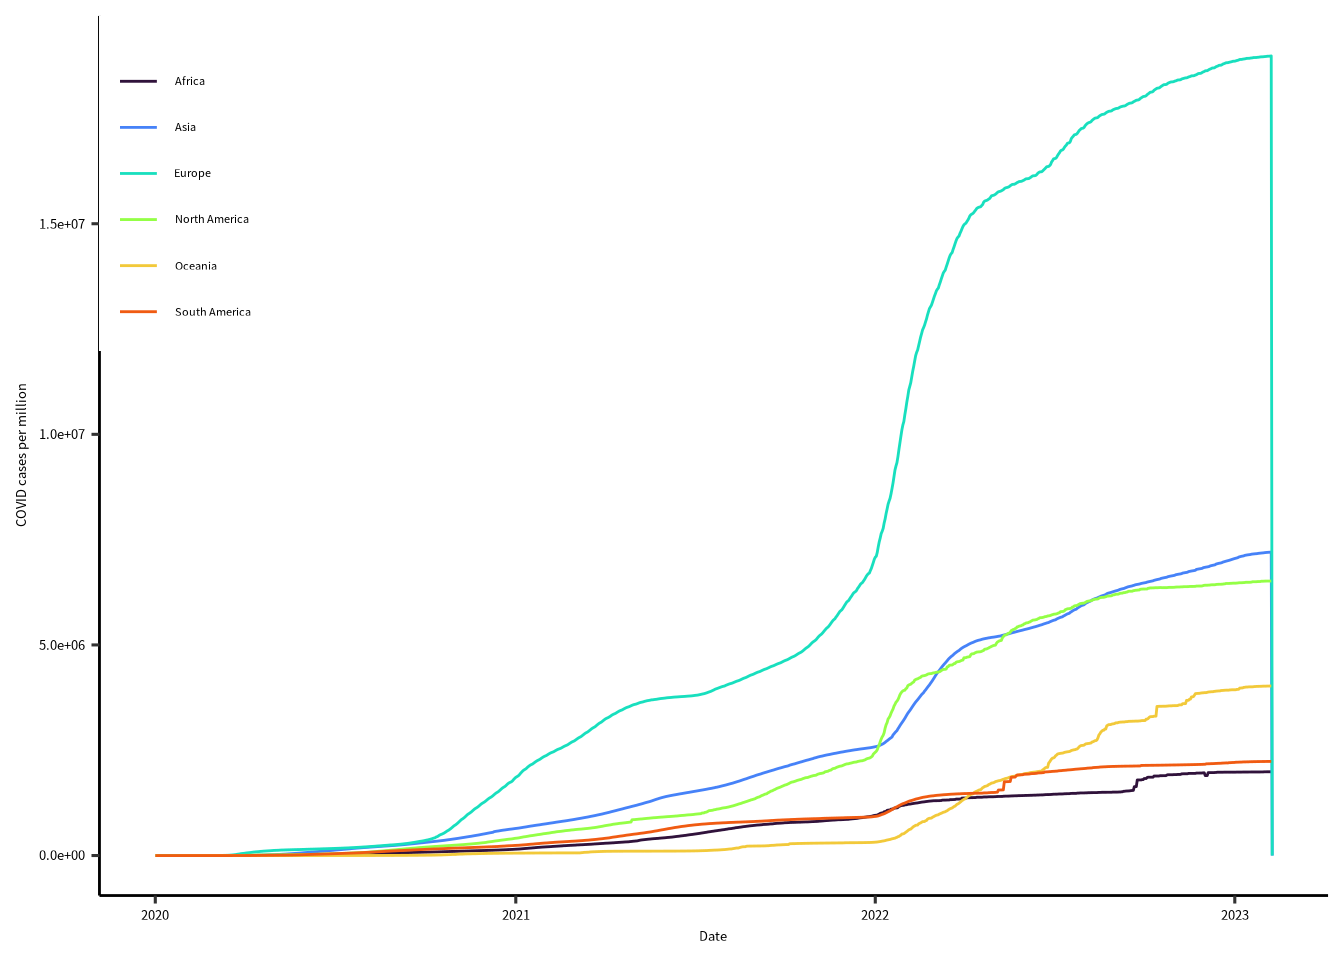 Africa
Asia
Europe
North America
Oceania
South America
1.5e+07
1.0e+07
5.0e+06
0.0e+00
COVID cases per million
2020
2021
2022
2023
Date